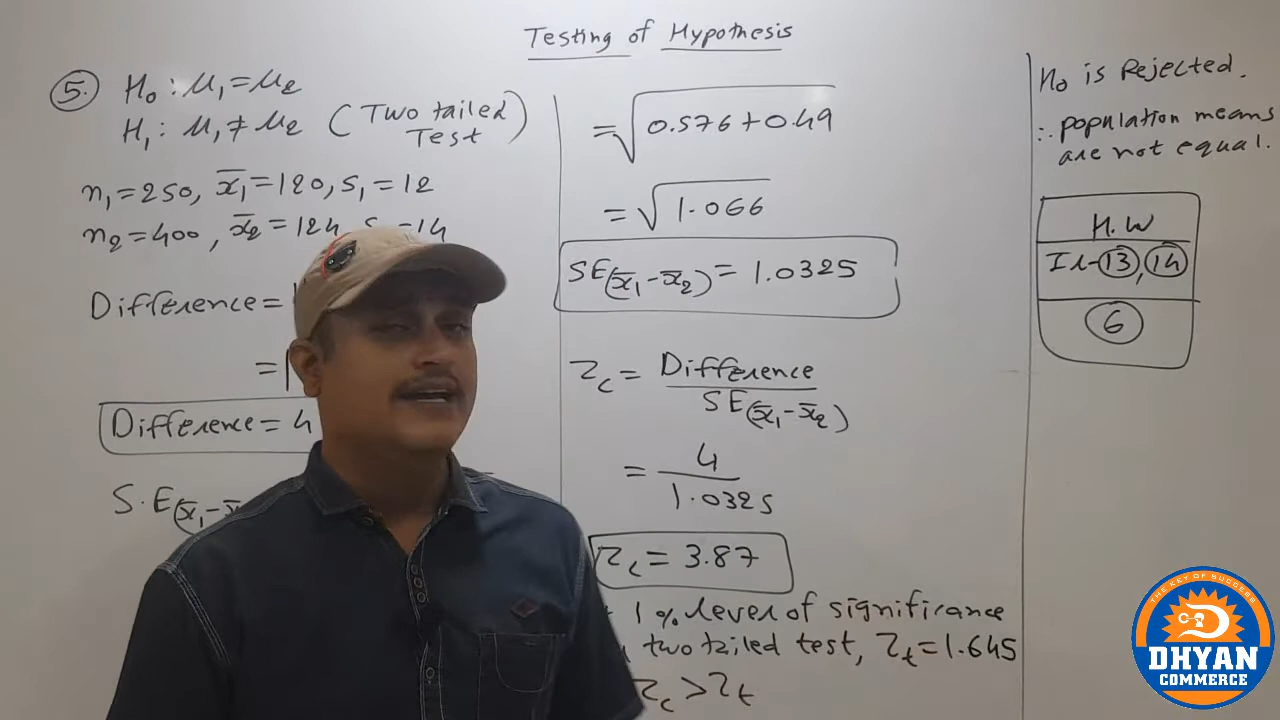 Testing of Hypothesis
5. H₀ : μ₁ = μ₂
H₁ : μ₁ ≠ μ₂ (Two tailed Test)
n₁ = 250, x̄₁ = 120, s₁ = 12
n₂ = 400, x̄₂ = 124, = 14
Difference =
= |
Difference = 4
S.E(x̄₁ - x̄
= √0.576 + 0.49
= √1.066
SE(x̄₁ - x̄₂) = 1.0325
Zc = Difference / SE(x̄₁ - x̄₂)
= 4 / 1.0325
Zc = 3.87
1 % level of significance
two tailed test, Zt = 1.645
Zc > Zt
H₀ is Rejected.
∴ population means
are not equal.
H.W
Il - 13, 14
6
THE KEY OF SUCCESS
DHYAN
COMMERCE